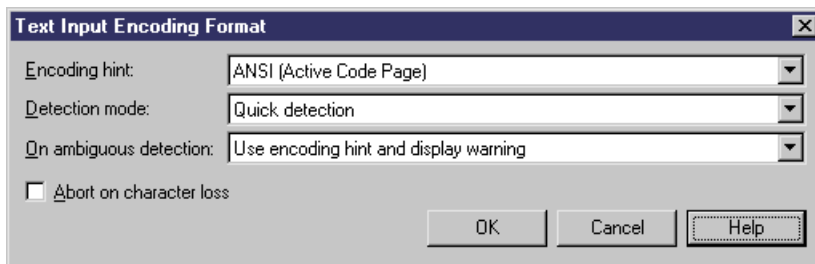 Text Input Encoding Format
Encoding hint: ANSI (Active Code Page)
Detection mode: Quick detection
On ambiguous detection: Use encoding hint and display warning
Abort on character loss
OK Cancel Help